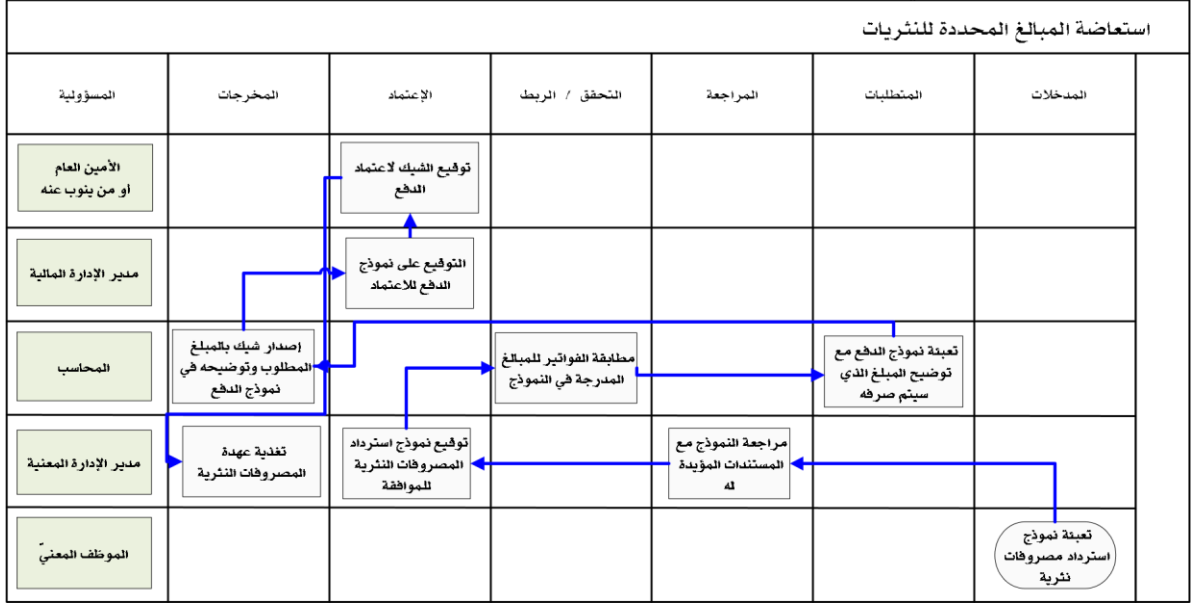 استعاضة المبالغ المحددة للنثريات
المدخلات
المتطلبات
المراجعة
التحقق / الربط
الإعتماد
المخرجات
المسؤولية
توقيع الشيك لاعتماد
الدفع
الأمين العام
أو من ينوب عنه
التوقيع على نموذج
الدفع للاعتماد
مدير الإدارة المالية
تعبئة نموذج الدفع مع
توضيح المبلغ الذي
سيتم صرفه
مطابقة الفواتير للمبالغ
المدرجة في النموذج
إصدار شيك بالمبلغ
المطلوب وتوضيحه في
نموذج الدفع
المحاسب
مراجعة النموذج مع
المستندات المؤيدة
له
توقيع نموذج استرداد
المصروفات النثرية
للموافقة
تغذية عهدة
المصروفات النثرية
مدير الإدارة المعنية
تعبئة نموذج
استرداد مصروفات
نثرية
الموظف المعنيّ